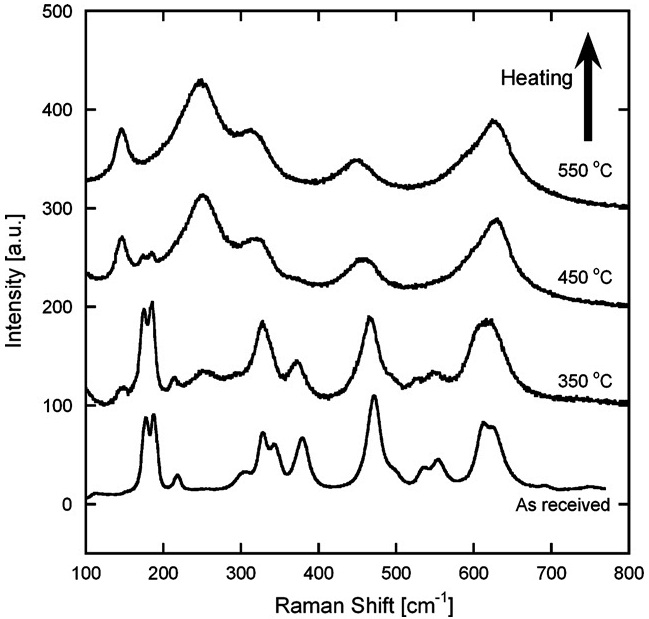 500
400
300
200
100
0
Intensity [a.u.]
Heating
550 °C
450 °C
350 °C
As received
100 200 300 400 500 600 700 800
Raman Shift [cm⁻¹]